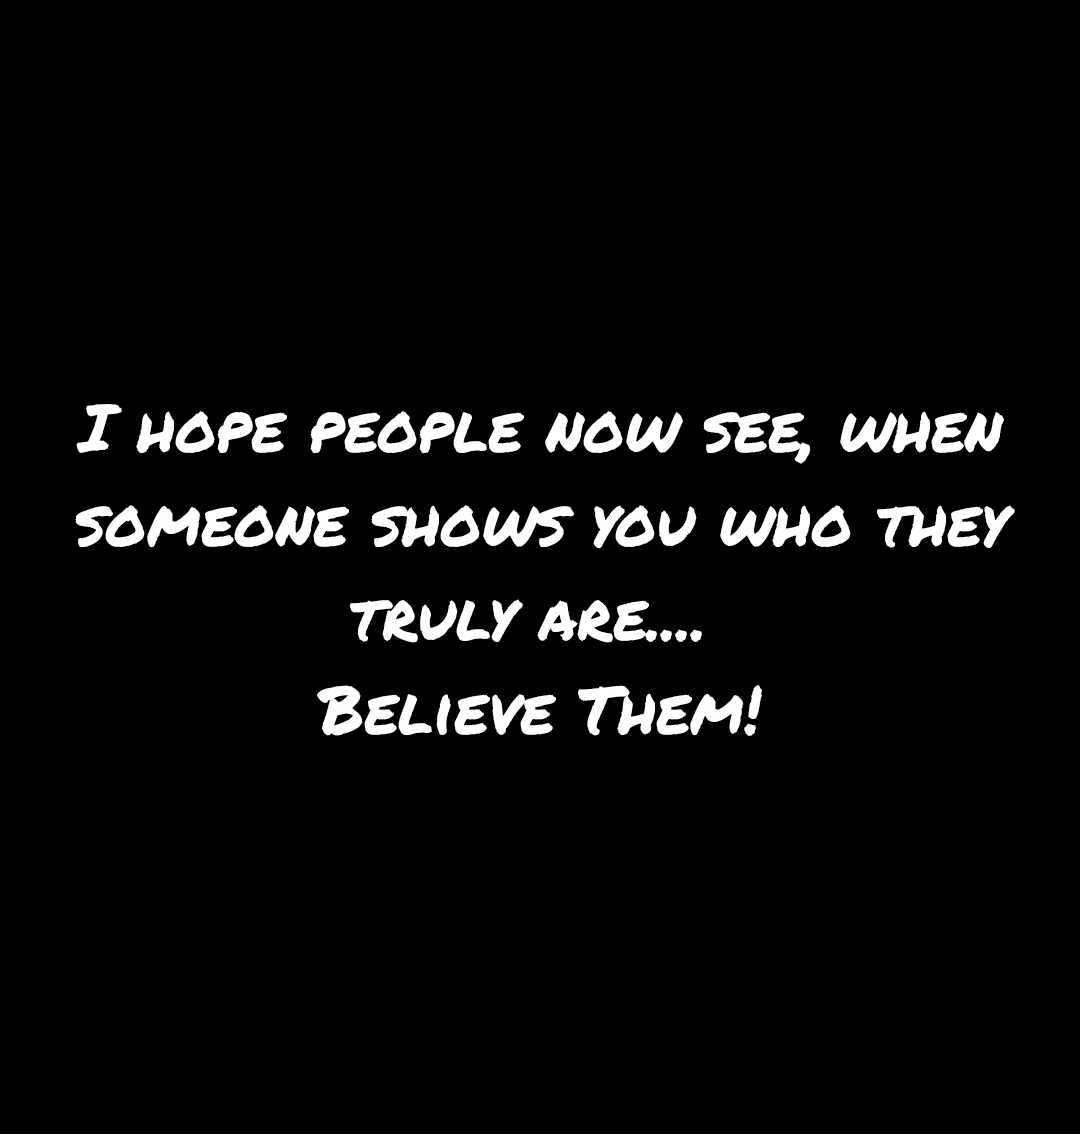 I HOPE PEOPLE NOW SEE, WHEN
SOMEONE SHOWS YOU WHO THEY
TRULY ARE....
BELIEVE THEM!